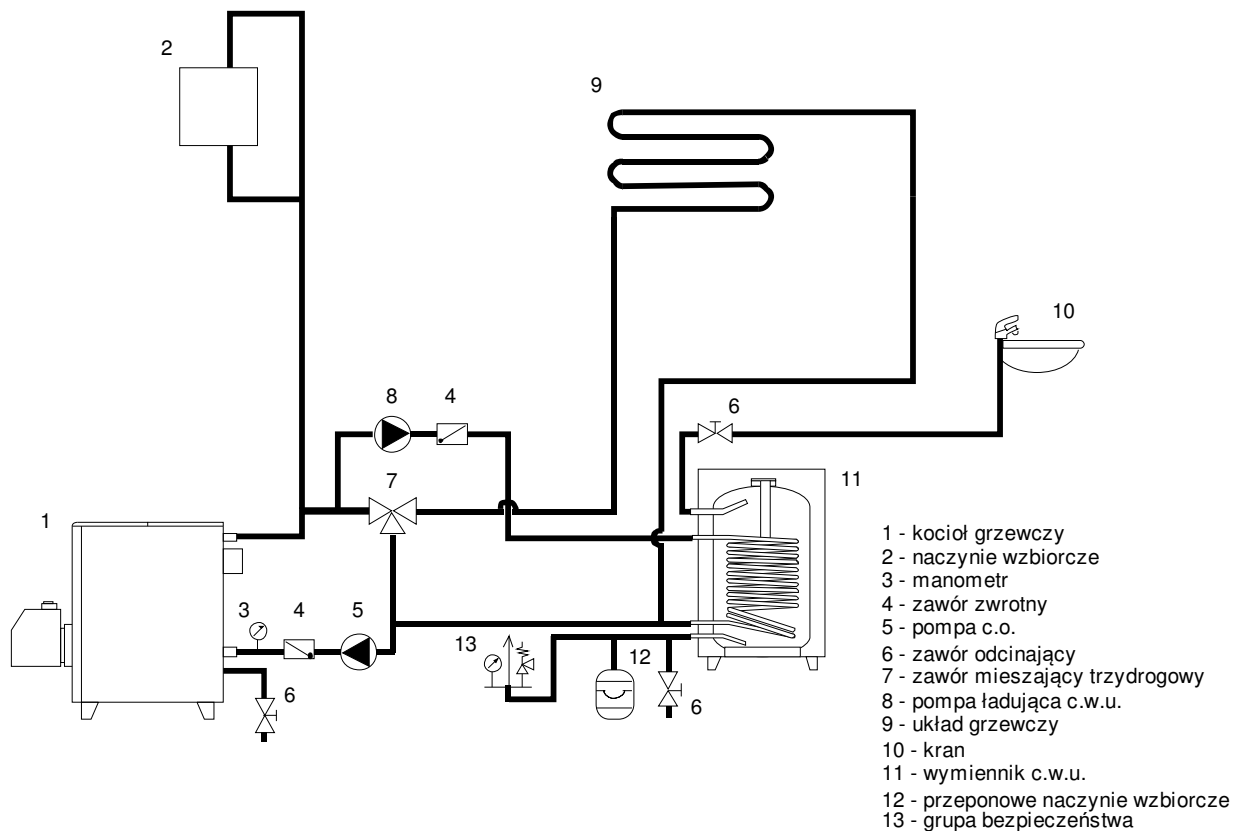 2
9
10
8
4
6
7
11
1
3
4
5
13
12
6
6
1 - kocioł grzewczy
2 - naczynie wzbiorcze
3 - manometr
4 - zawór zwrotny
5 - pompa c.o.
6 - zawór odcinający
7 - zawór mieszający trzydrogowy
8 - pompa ładująca c.w.u.
9 - układ grzewczy
10 - kran
11 - wymiennik c.w.u.
12 - przeponowe naczynie wzbiorcze
13 - grupa bezpieczeństwa